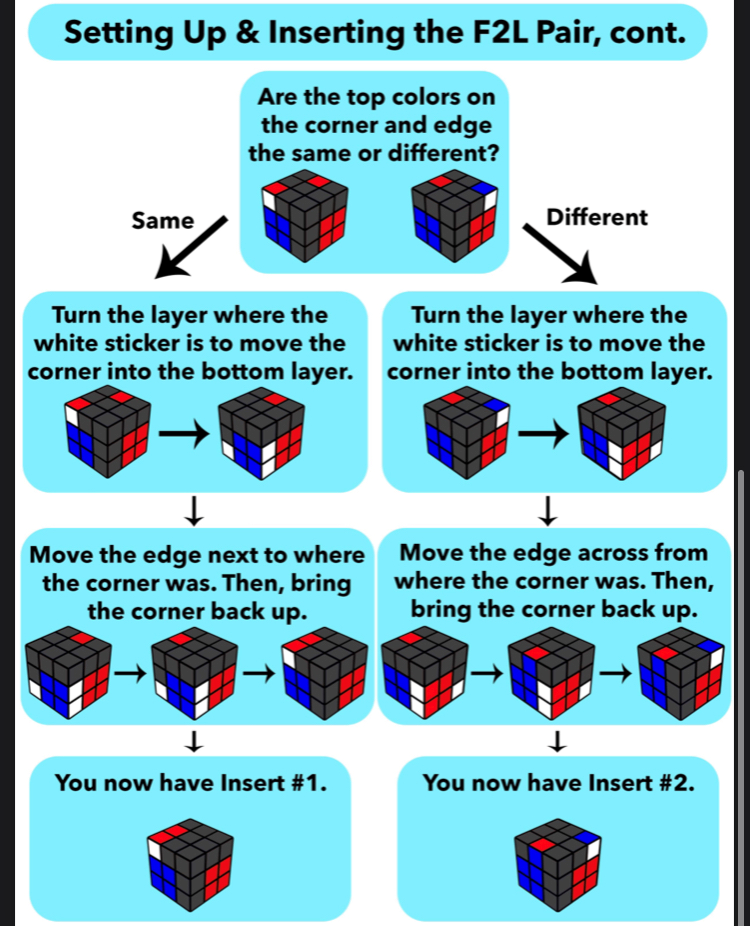 Setting Up & Inserting the F2L Pair, cont.
Are the top colors on
the corner and edge
the same or different?
Same
Different
Turn the layer where the
white sticker is to move the
corner into the bottom layer.
Turn the layer where the
white sticker is to move the
corner into the bottom layer.
Move the edge next to where
the corner was. Then, bring
the corner back up.
Move the edge across from
where the corner was. Then,
bring the corner back up.
You now have Insert #1.
You now have Insert #2.